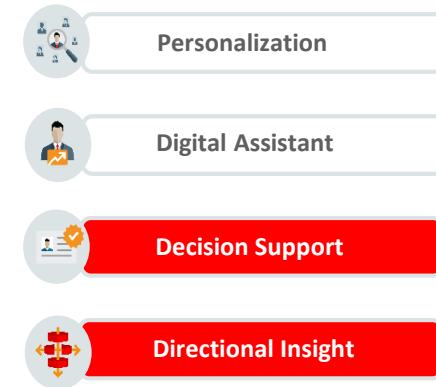 Personalization
Digital Assistant
Decision Support
Directional Insight